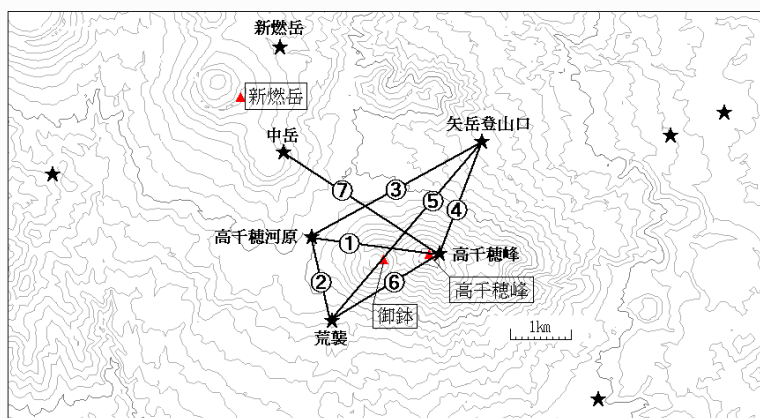 新燃岳
新燃岳
中岳
矢岳登山口
⑦
③
⑤
④
高千穂河原
①
高千穂峰
②
⑥
高千穂峰
御鉢
荒襲
1km